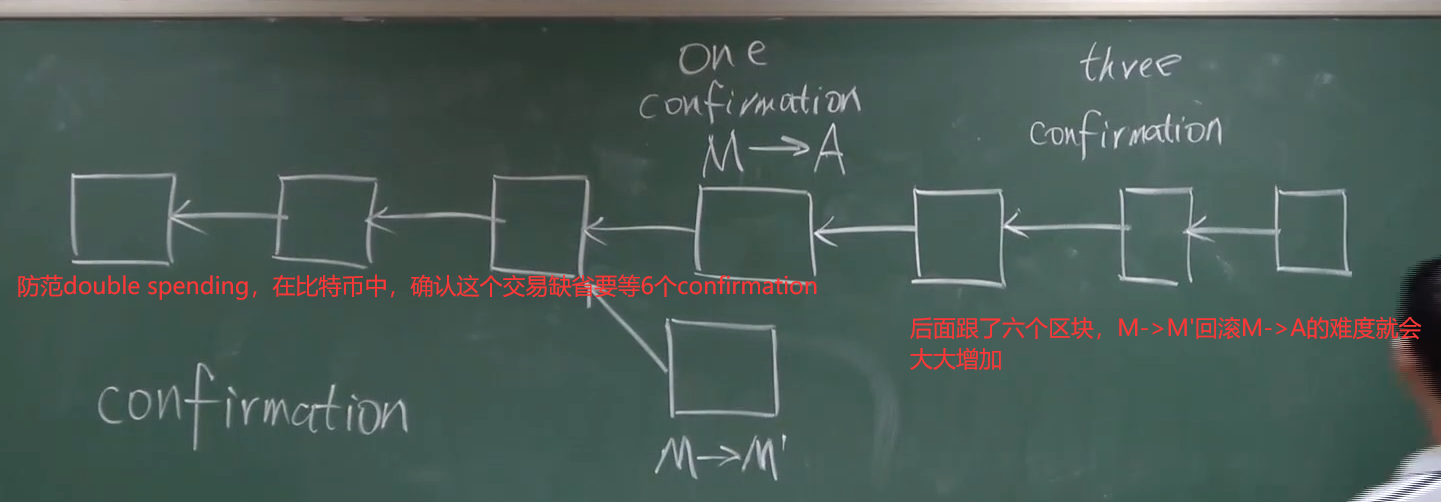 one
confirmation
M→A
three
confirmation
防范double spending，在比特币中，确认这个交易缺省要等6个confirmation
后面跟了六个区块，M->M'回滚M->A的难度就会
大大增加
confirmation
M→M'